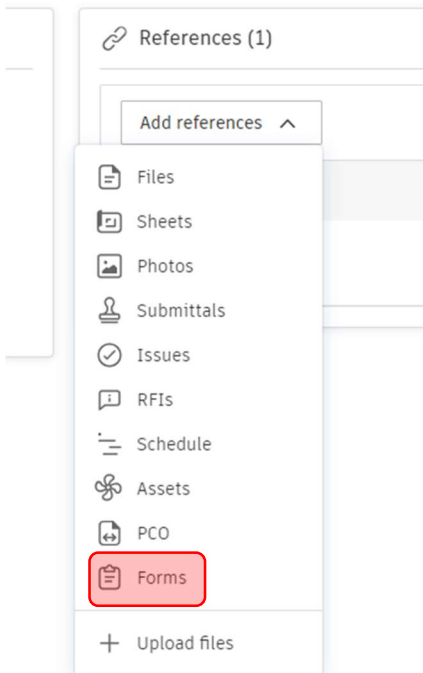 References (1)
Add references
Files
Sheets
Photos
Submittals
Issues
RFIs
Schedule
Assets
PCO
Forms
Upload files